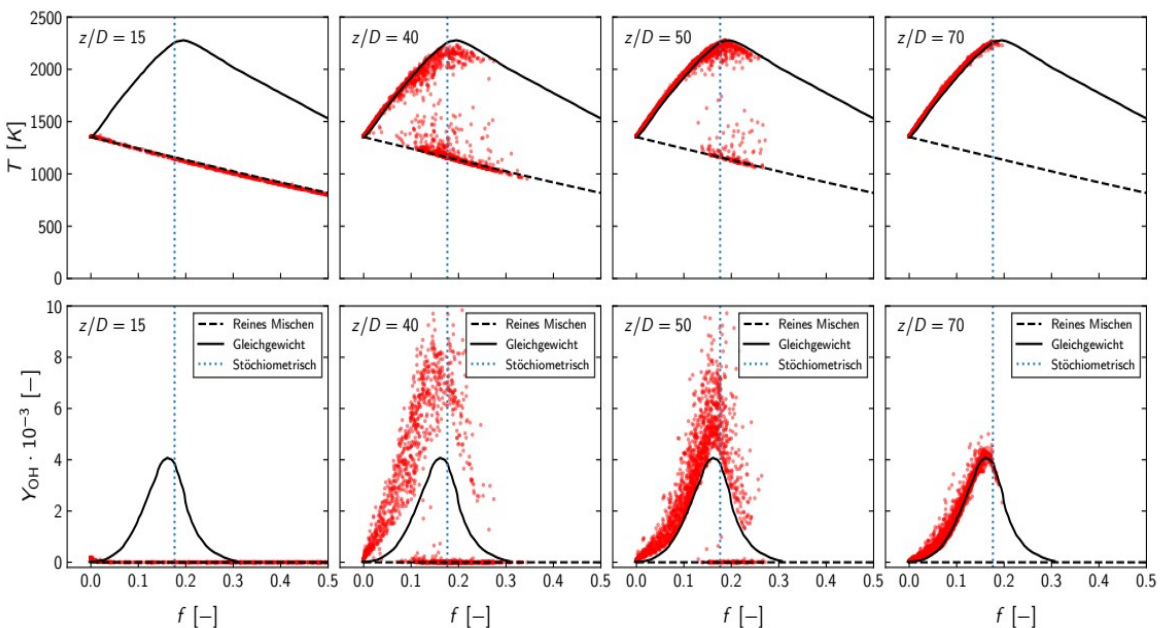 T [K]
2500
2000
1500
1000
500
0
z/D = 15
z/D = 40
z/D = 50
z/D = 70
Y_OH · 10⁻³ [−]
10
8
6
4
2
0
z/D = 15
Reines Mischen
Gleichgewicht
Stöchiometrisch
z/D = 40
Reines Mischen
Gleichgewicht
Stöchiometrisch
z/D = 50
Reines Mischen
Gleichgewicht
Stöchiometrisch
z/D = 70
Reines Mischen
Gleichgewicht
Stöchiometrisch
0.0 0.1 0.2 0.3 0.4 0.5
0.0 0.1 0.2 0.3 0.4 0.5
0.0 0.1 0.2 0.3 0.4 0.5
0.0 0.1 0.2 0.3 0.4 0.5
f [−]
f [−]
f [−]
f [−]